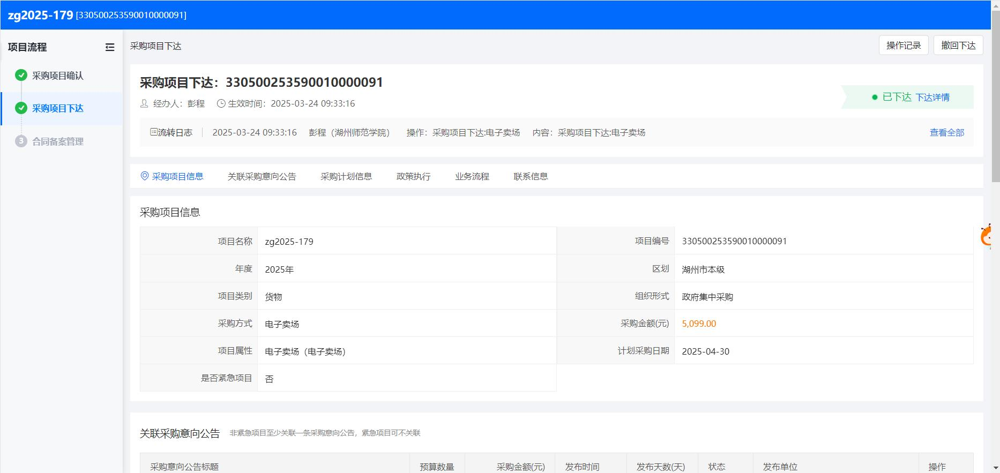 zg2025-179 [330500253590010000091]
项目流程
采购项目确认
采购项目下达
3 合同备案管理
采购项目下达
操作记录 撤回下达
采购项目下达：330500253590010000091
经办人：彭程 生效时间：2025-03-24 09:33:16
已下达 下达详情
流转日志 2025-03-24 09:33:16 彭程（湖州师范学院） 操作：采购项目下达:电子卖场 内容：采购项目下达:电子卖场 查看全部
采购项目信息 关联采购意向公告 采购计划信息 政策执行 业务流程 联系信息
采购项目信息
项目名称 zg2025-179 项目编号 330500253590010000091
年度 2025年 区划 湖州市本级
项目类别 货物 组织形式 政府集中采购
采购方式 电子卖场 采购金额(元) 5,099.00
项目属性 电子卖场（电子卖场） 计划采购日期 2025-04-30
是否紧急项目 否
关联采购意向公告 非紧急项目至少关联一条采购意向公告，紧急项目可不关联
采购意向公告标题 预算数量 采购金额(元) 发布时间 发布天数(天) 状态 发布单位 操作